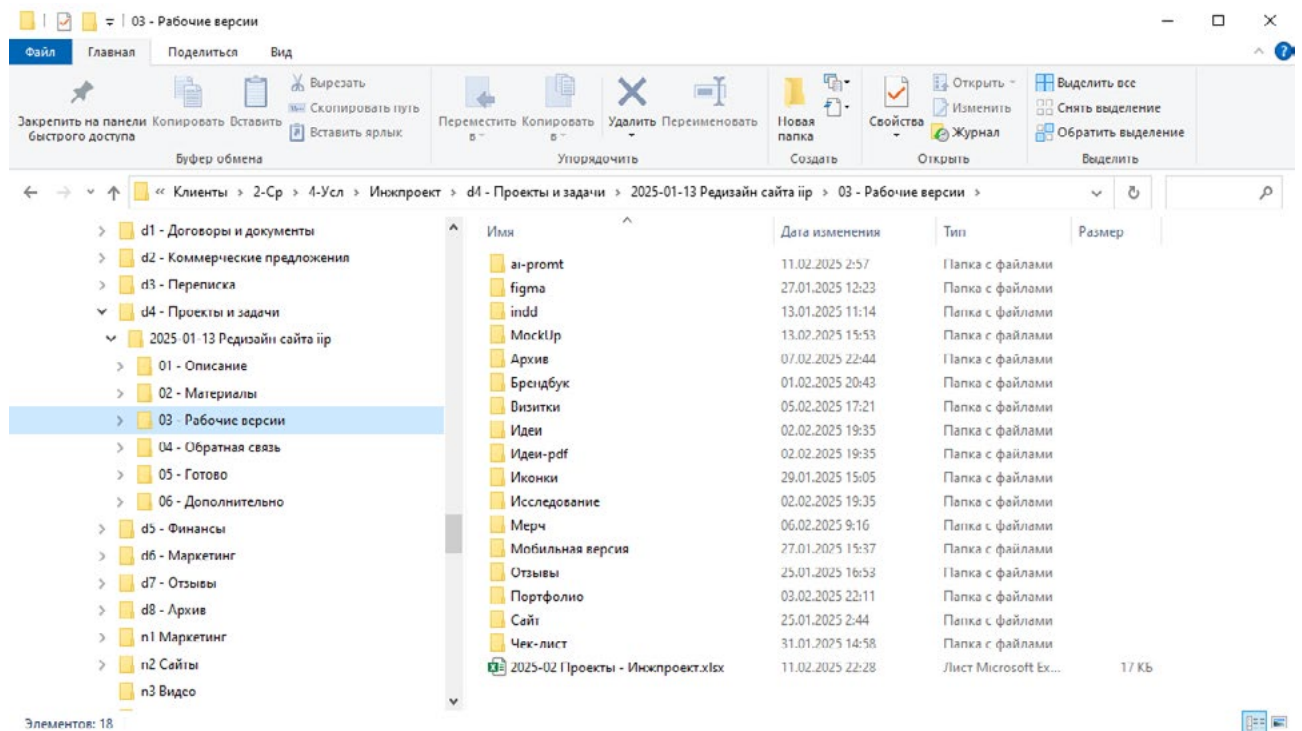 03 - Рабочие версии
Файл Главная Поделиться Вид
Закрепить на панели быстрого доступа
Копировать
Вставить
Вырезать
Скопировать путь
Вставить ярлык
Буфер обмена
Переместить в
Копировать в
Удалить
Переименовать
Упорядочить
Новая папка
Создать
Свойства
Открыть
Изменить
Журнал
Открыть
Выделить все
Снять выделение
Обратить выделение
Выделить
« Клиенты > 2-Ср > 4-Усл > Инжпроект > d4 - Проекты и задачи > 2025-01-13 Редизайн сайта iip > 03 - Рабочие версии >
d1 - Договоры и документы
d2 - Коммерческие предложения
d3 - Переписка
d4 - Проекты и задачи
2025-01-13 Редизайн сайта iip
01 - Описание
02 - Материалы
03 - Рабочие версии
04 - Обратная связь
05 - Готово
06 - Дополнительно
d5 - Финансы
d6 - Маркетинг
d7 - Отзывы
d8 - Архив
n1 Маркетинг
n2 Сайты
n3 Видео
Имя Дата изменения Тип Размер
ai-promt 11.02.2025 2:57 Папка с файлами
figma 27.01.2025 12:23 Папка с файлами
indd 13.01.2025 11:14 Папка с файлами
MockUp 13.02.2025 15:53 Папка с файлами
Архив 07.02.2025 22:44 Папка с файлами
Брендбук 01.02.2025 20:43 Папка с файлами
Визитки 05.02.2025 17:21 Папка с файлами
Идеи 02.02.2025 19:35 Папка с файлами
Идеи-pdf 02.02.2025 19:35 Папка с файлами
Иконки 29.01.2025 15:05 Папка с файлами
Исследование 02.02.2025 19:35 Папка с файлами
Мерч 06.02.2025 9:16 Папка с файлами
Мобильная версия 27.01.2025 15:37 Папка с файлами
Отзывы 25.01.2025 16:53 Папка с файлами
Портфолио 03.02.2025 22:11 Папка с файлами
Сайт 25.01.2025 2:44 Папка с файлами
Чек-лист 31.01.2025 14:58 Папка с файлами
2025-02 Проекты - Инжпроект.xlsx 11.02.2025 22:28 Лист Microsoft Ex... 17 КБ
Элементов: 18